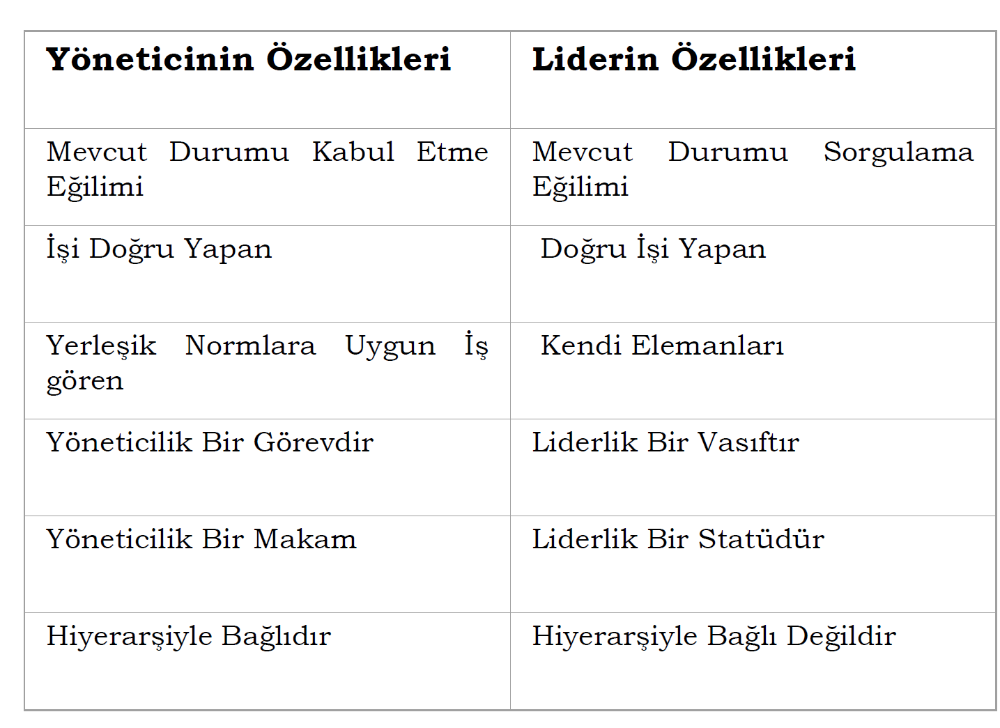 Yöneticinin Özellikleri
Liderin Özellikleri
Mevcut Durumu Kabul Etme
Eğilimi
Mevcut Durumu Sorgulama
Eğilimi
İşi Doğru Yapan
Doğru İşi Yapan
Yerleşik Normlara Uygun İş
gören
Kendi Elemanları
Yöneticilik Bir Görevdir
Liderlik Bir Vasıftır
Yöneticilik Bir Makam
Liderlik Bir Statüdür
Hiyerarşiyle Bağlıdır
Hiyerarşiyle Bağlı Değildir